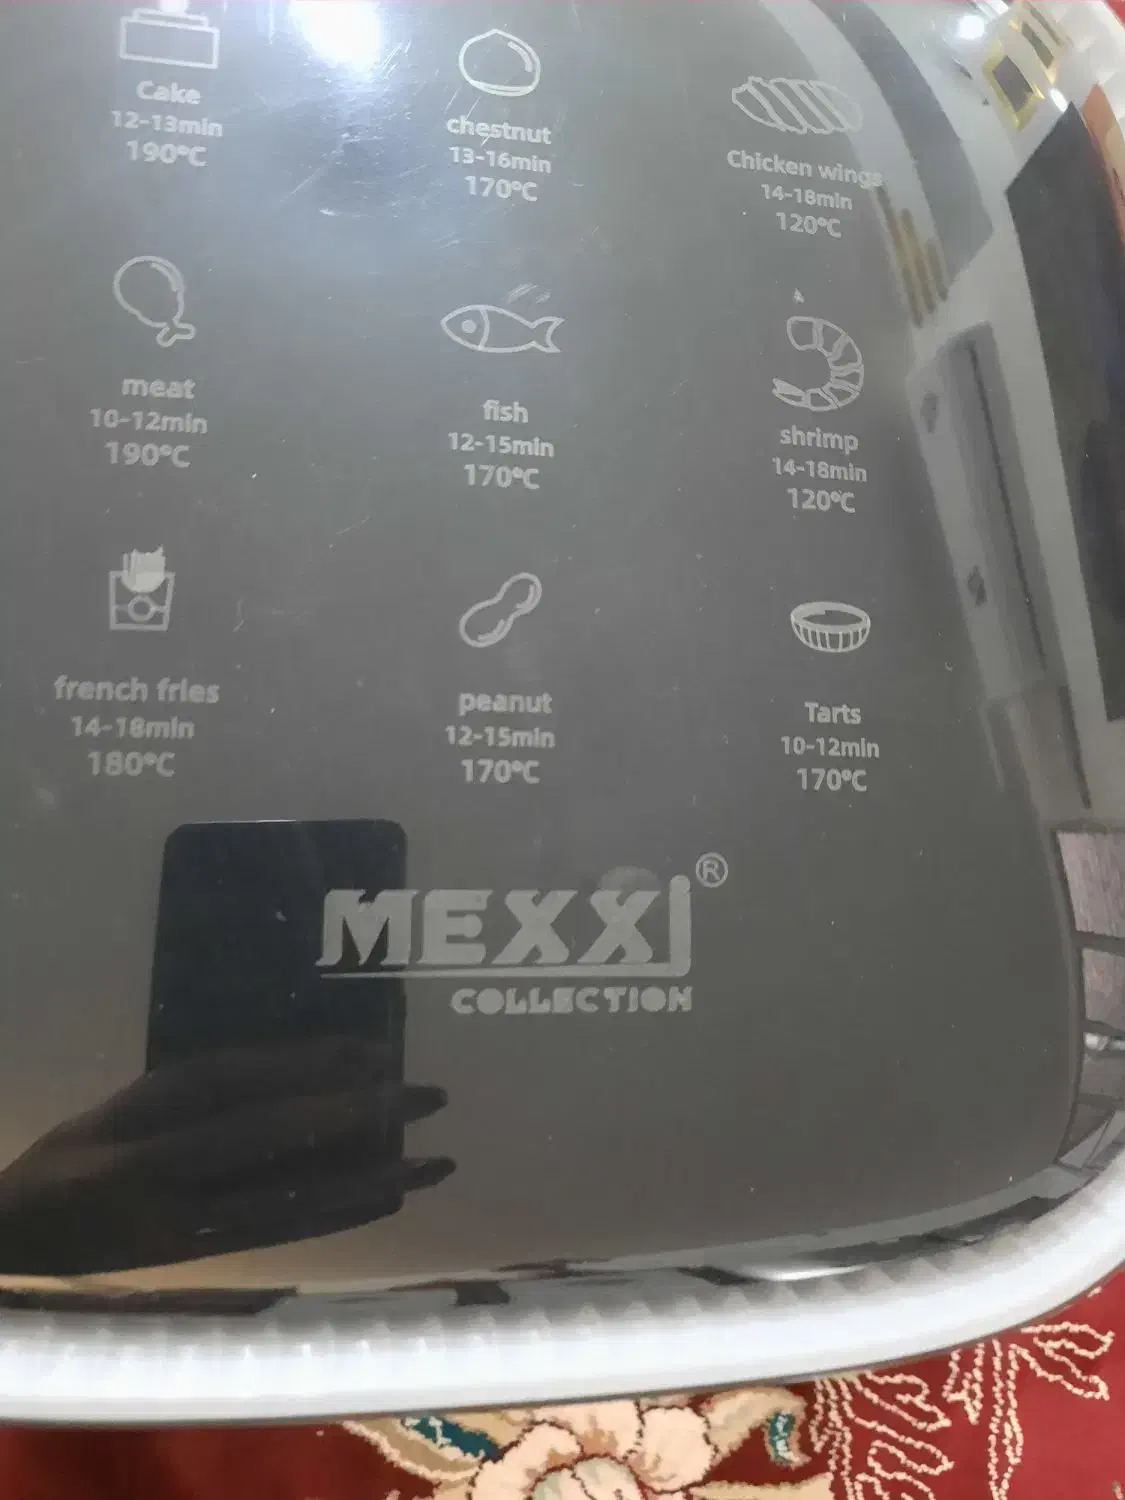 Cake
12-13min
190℃
chestnut
13-16min
170℃
Chicken wings
14-18min
120℃
meat
10-12min
190℃
fish
12-15min
170℃
shrimp
14-18min
120℃
french fries
14-18min
180℃
peanut
12-15min
170℃
Tarts
10-12min
170℃
MEXXj®
COLLECTION